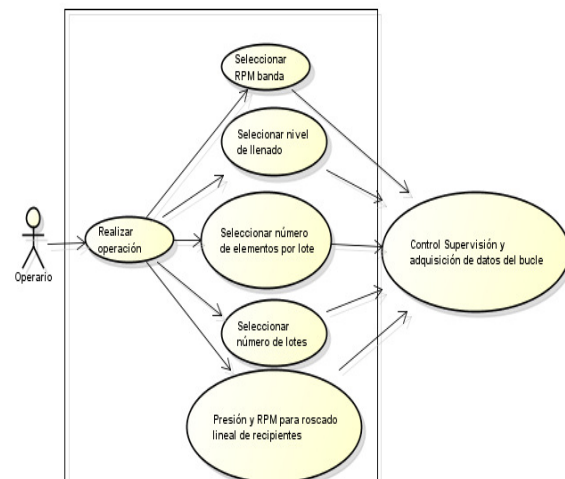 Seleccionar
RPM banda
Selecionar nivel
de llenado
Realizar
operación
Seleccionar número
de elementos por lote
Control Supervisión y
adquisición de datos del bucle
Operario
Seleccionar
número de lotes
Presión y RPM para roscado
lineal de recipientes